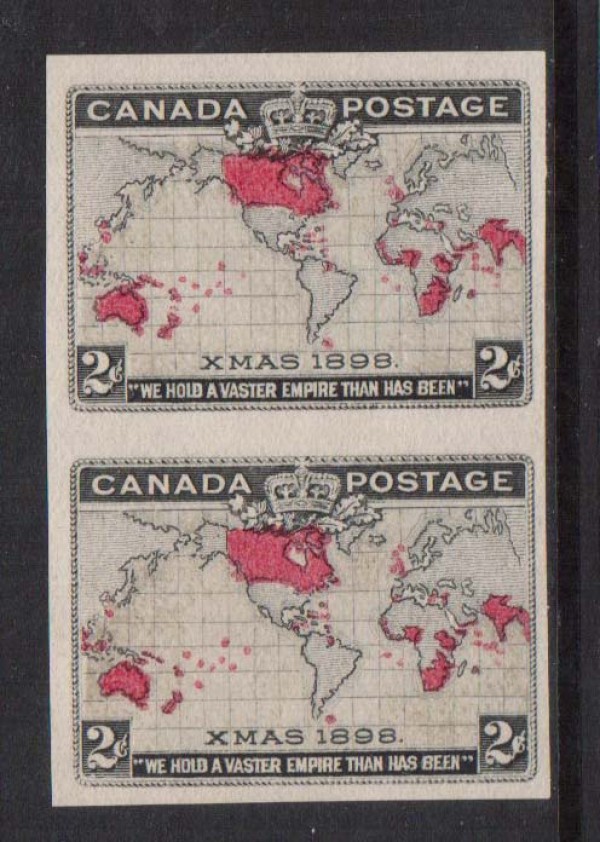 CANADA POSTAGE
XMAS 1898.
2¢ 2¢
"WE HOLD A VASTER EMPIRE THAN HAS BEEN"
CANADA POSTAGE
XMAS 1898.
2¢ 2¢
"WE HOLD A VASTER EMPIRE THAN HAS BEEN"